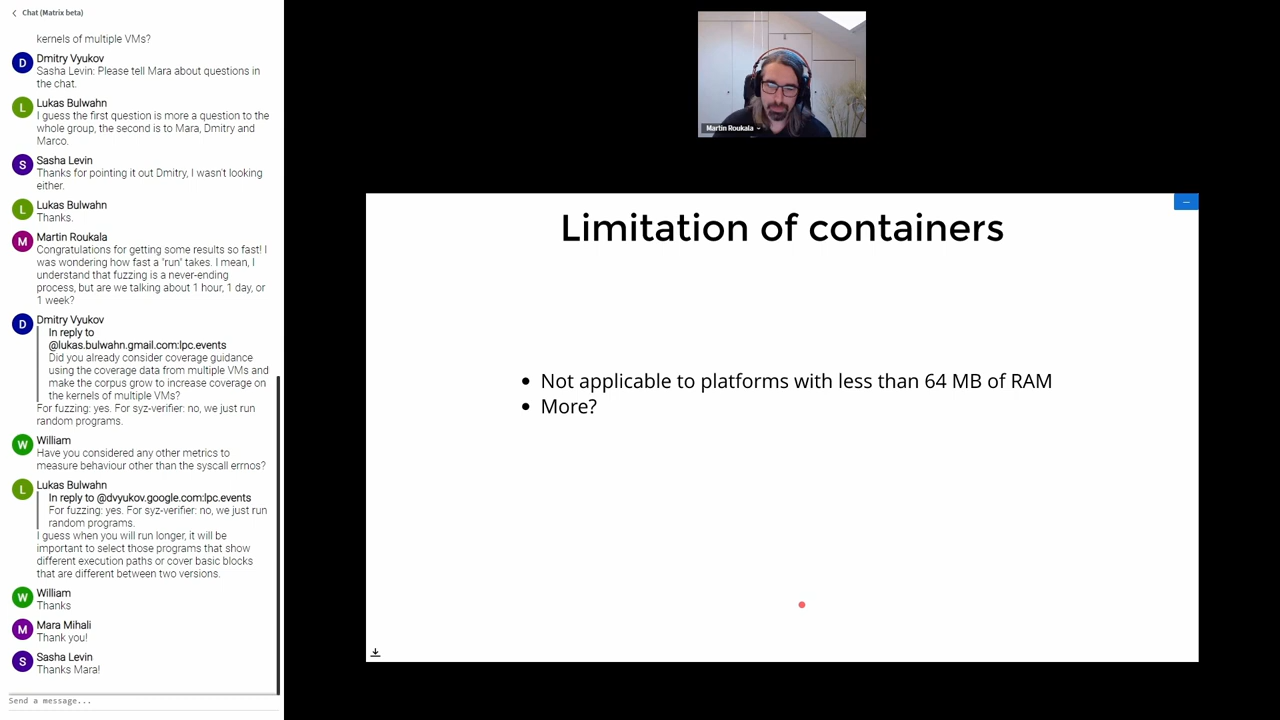 Chat (Matrix beta)
kernels of multiple VMs?
D
Dmitry Vyukov
Sasha Levin: Please tell Mara about questions in
the chat.
L
Lukas Bulwahn
I guess the first question is more a question to the
whole group, the second is to Mara, Dmitry and
Marco.
S
Sasha Levin
Thanks for pointing it out Dmitry, I wasn't looking
either.
L
Lukas Bulwahn
Thanks.
M
Martin Roukala
Congratulations for getting some results so fast! I
was wondering how fast a "run" takes. I mean, I
understand that fuzzing is a never-ending
process, but are we talking about 1 hour, 1 day, or
1 week?
D
Dmitry Vyukov
In reply to
@lukas.bulwahn.gmail.com:lpc.events
Did you already consider coverage guidance
using the coverage data from multiple VMs and
make the corpus grow to increase coverage on
the kernels of multiple VMs?
For fuzzing: yes. For syz-verifier: no, we just run
random programs.
W
William
Have you considered any other metrics to
measure behaviour other than the syscall errnos?
L
Lukas Bulwahn
In reply to @dvyukov.google.com:lpc.events
For fuzzing: yes. For syz-verifier: no, we just run
random programs.
I guess when you will run longer, it will be
important to select those programs that show
different execution paths or cover basic blocks
that are different between two versions.
W
William
Thanks
M
Mara Mihali
Thank you!
S
Sasha Levin
Thanks Mara!
Send a message...
Martin Roukala
Limitation of containers
• Not applicable to platforms with less than 64 MB of RAM
• More?